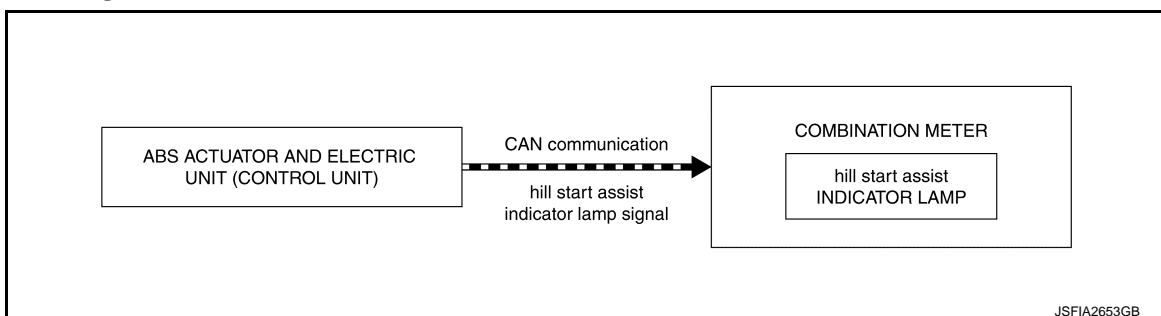 ABS ACTUATOR AND ELECTRIC
UNIT (CONTROL UNIT)
CAN communication
hill start assist
indicator lamp signal
COMBINATION METER
hill start assist
INDICATOR LAMP
JSFIA2653GB